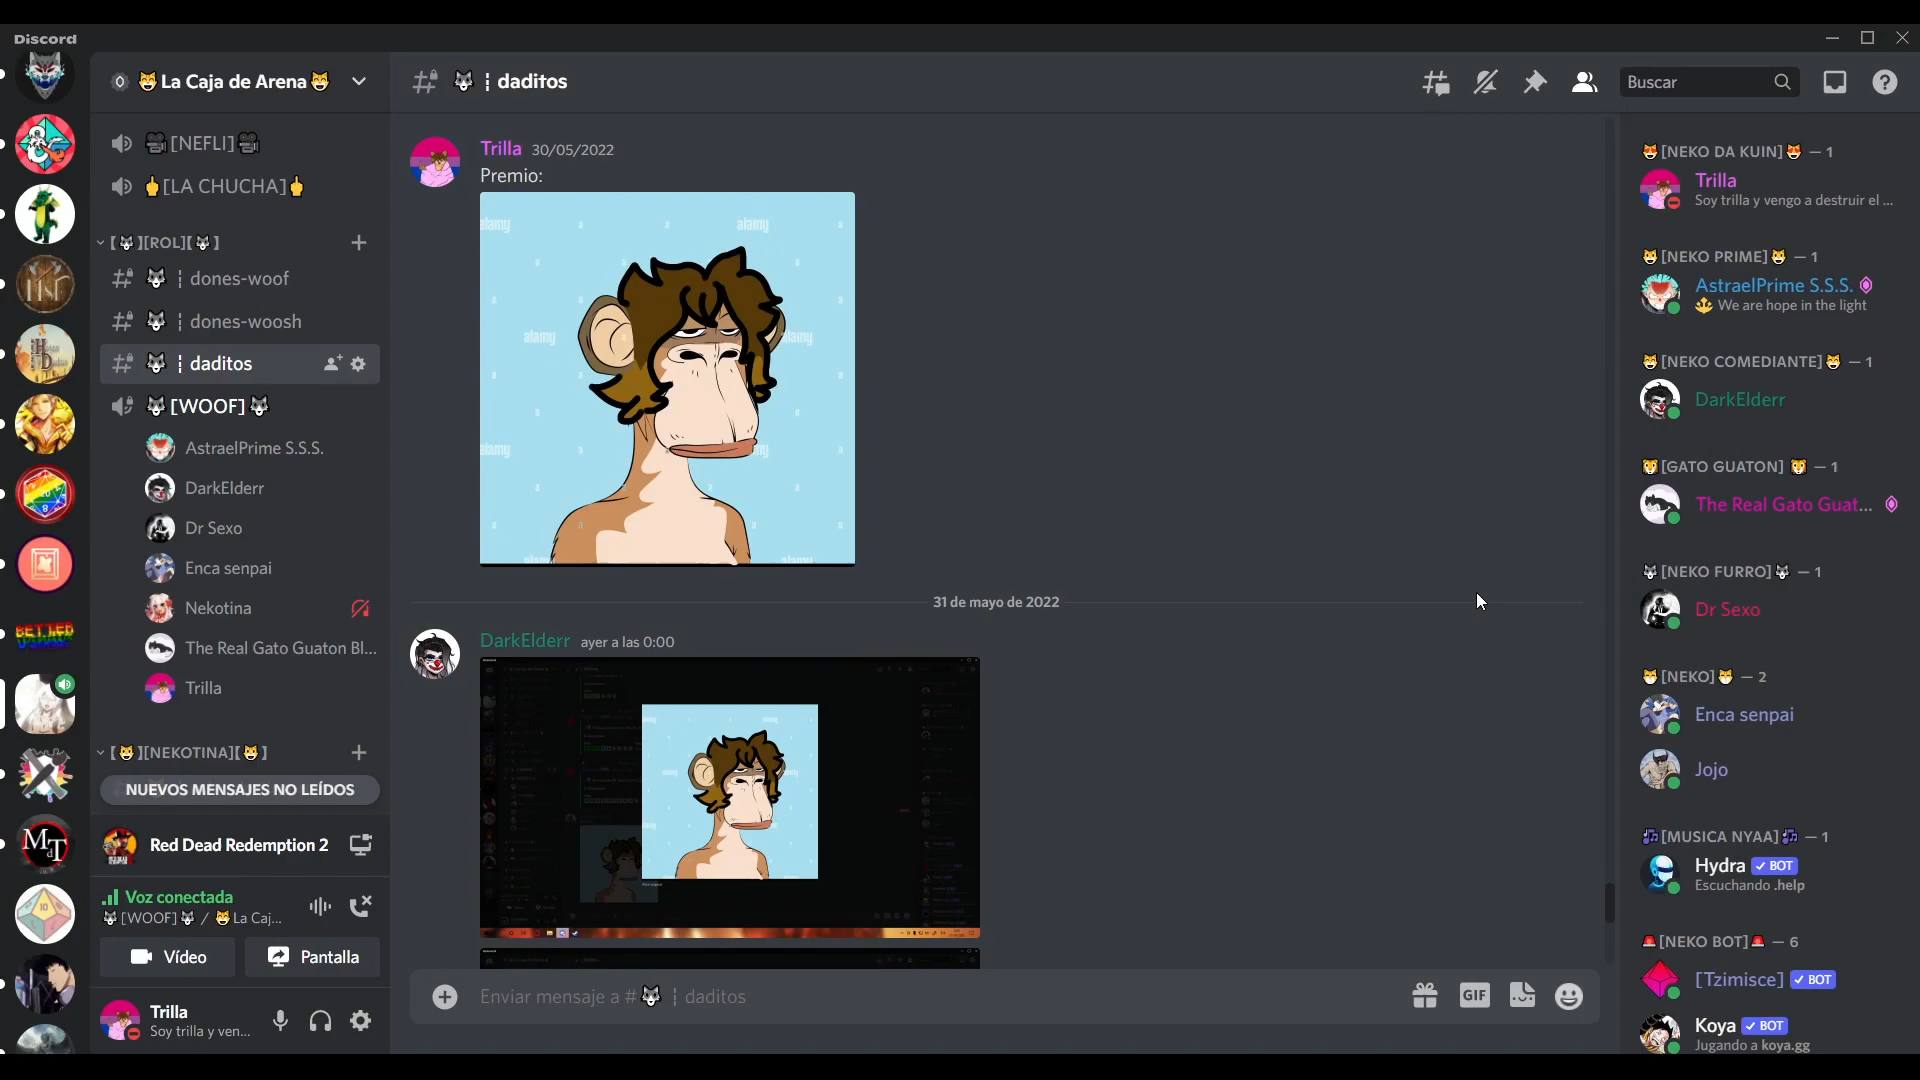 Discord
😸La Caja de Arena😸
🎥[NEFLI]🎥
🖕[LA CHUCHA]🖕
[🐺][ROL][🐺]
🐺 ¦ dones-woof
🐺 ¦ dones-woosh
🐺 ¦ daditos
🐺[WOOF]🐺
AstraelPrime S.S.S.
DarkElderr
Dr Sexo
Enca senpai
Nekotina
The Real Gato Guaton Bl...
Trilla
[🐱][NEKOTINA][🐱]
NUEVOS MENSAJES NO LEÍDOS
Red Dead Redemption 2
Voz conectada
🐺[WOOF]🐺 / 😸La Caj...
Vídeo
Pantalla
Trilla
Soy trilla y ven...
BETTER
MdT
🐺 ¦ daditos
Buscar
Trilla 30/05/2022
Premio:
alamy
alamy
alamy
alamy
31 de mayo de 2022
DarkElderr ayer a las 0:00
Enviar mensaje a #🐺 ¦ daditos
GIF
😻[NEKO DA KUIN]😻 — 1
Trilla
Soy trilla y vengo a destruir el ...
😸[NEKO PRIME]😸 — 1
AstraelPrime S.S.S.
🔱 We are hope in the light
😸[NEKO COMEDIANTE]😸 — 1
DarkElderr
🦁[GATO GUATON] 🦁 — 1
The Real Gato Guat...
🐺[NEKO FURRO]🐺 — 1
Dr Sexo
😸[NEKO]😸 — 2
Enca senpai
Jojo
🎶[MUSICA NYAA]🎶 — 1
Hydra ✓ BOT
Escuchando .help
🚨[NEKO BOT]🚨 — 6
[Tzimisce] ✓ BOT
Koya ✓ BOT
Jugando a koya.gg